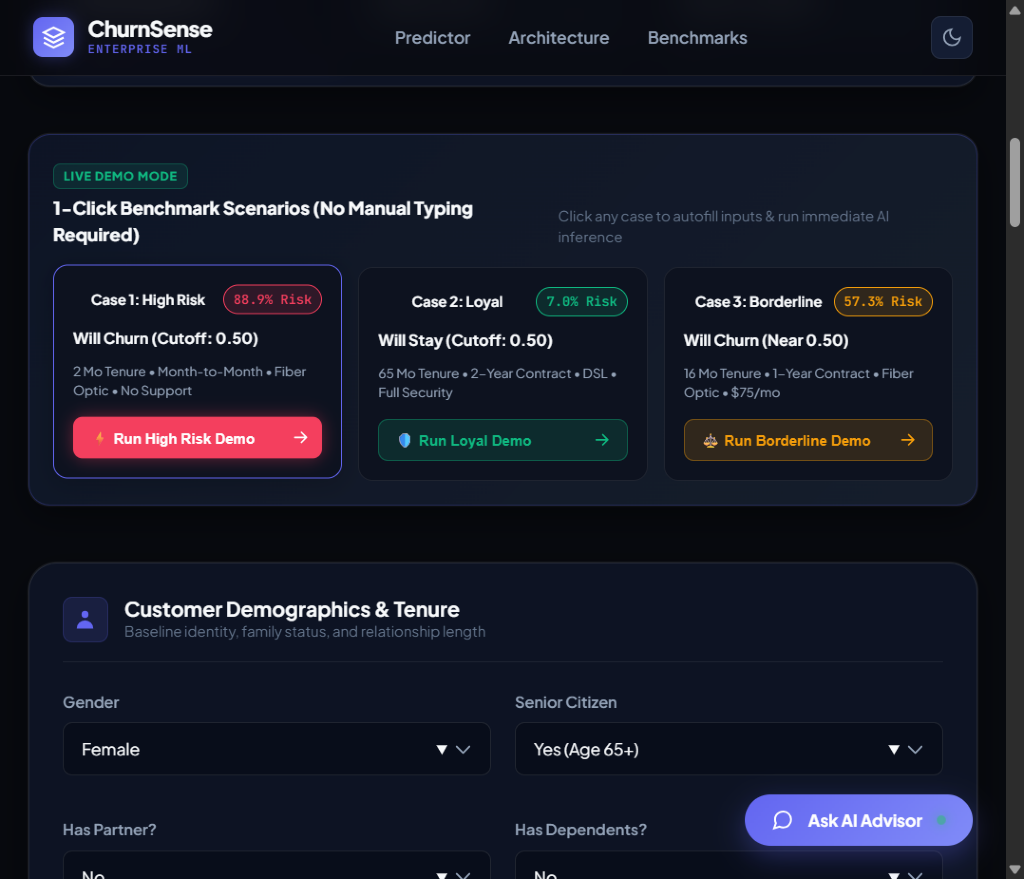 ChurnSense
ENTERPRISE ML
Predictor
Architecture
Benchmarks
LIVE DEMO MODE
1-Click Benchmark Scenarios (No Manual Typing
Required)
Click any case to autofill inputs & run immediate AI
inference
Case 1: High Risk
88.9% Risk
Will Churn (Cutoff: 0.50)
2 Mo Tenure • Month-to-Month • Fiber
Optic • No Support
Run High Risk Demo
Case 2: Loyal
7.0% Risk
Will Stay (Cutoff: 0.50)
65 Mo Tenure • 2-Year Contract • DSL •
Full Security
Run Loyal Demo
Case 3: Borderline
57.3% Risk
Will Churn (Near 0.50)
16 Mo Tenure • 1-Year Contract • Fiber
Optic • $75/mo
Run Borderline Demo
Customer Demographics & Tenure
Baseline identity, family status, and relationship length
Gender
Female
Senior Citizen
Yes (Age 65+)
Has Partner?
No
Has Dependents?
No
Ask AI Advisor